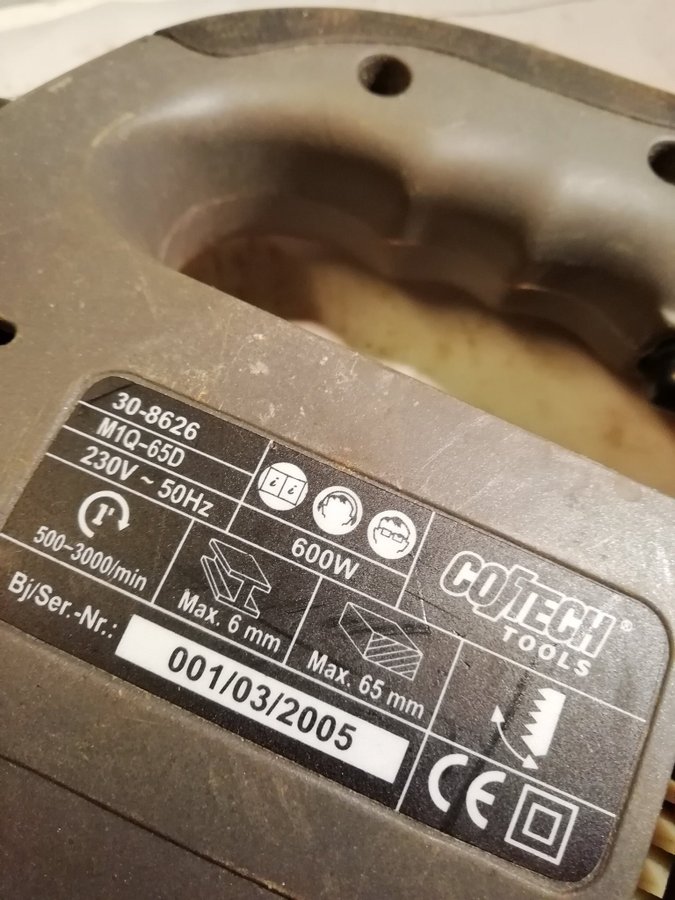 30-8626
M1Q-65D
230V ~ 50Hz
600W
500-3000/min
Max. 6 mm
Max. 65 mm
COTECH®
TOOLS
Bj/Ser.-Nr.:
001/03/2005
CE